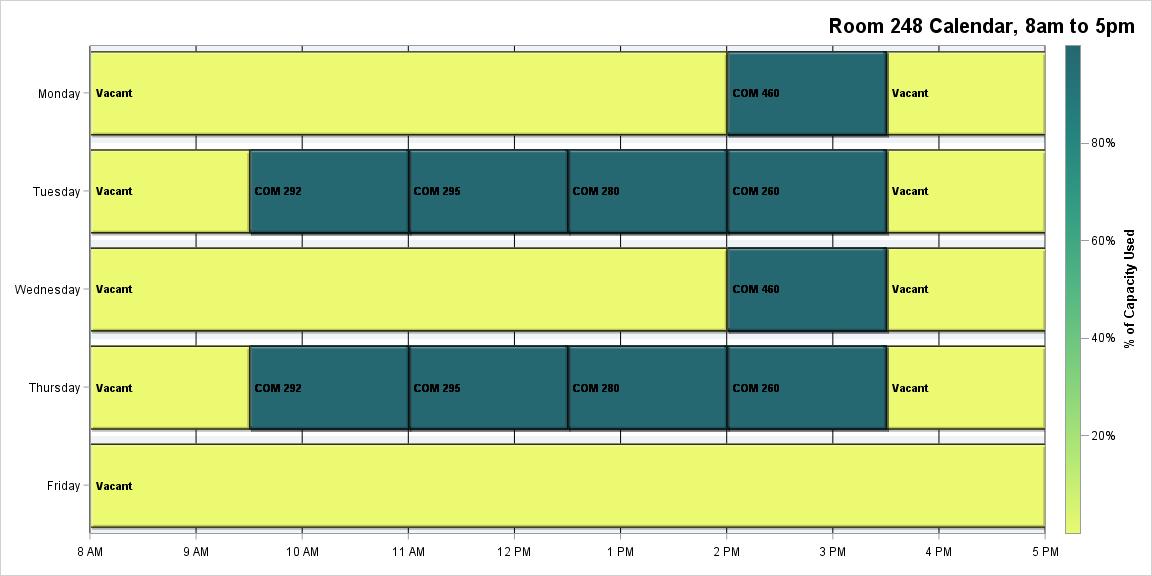 Room 248 Calendar, 8am to 5pm
Monday
Vacant
COM 460
Vacant
Tuesday
Vacant
COM 292
COM 295
COM 280
COM 260
Vacant
Wednesday
Vacant
COM 460
Vacant
Thursday
Vacant
COM 292
COM 295
COM 280
COM 260
Vacant
Friday
Vacant
8 AM
9 AM
10 AM
11 AM
12 PM
1 PM
2 PM
3 PM
4 PM
5 PM
80%
60%
40%
20%
% of Capacity Used